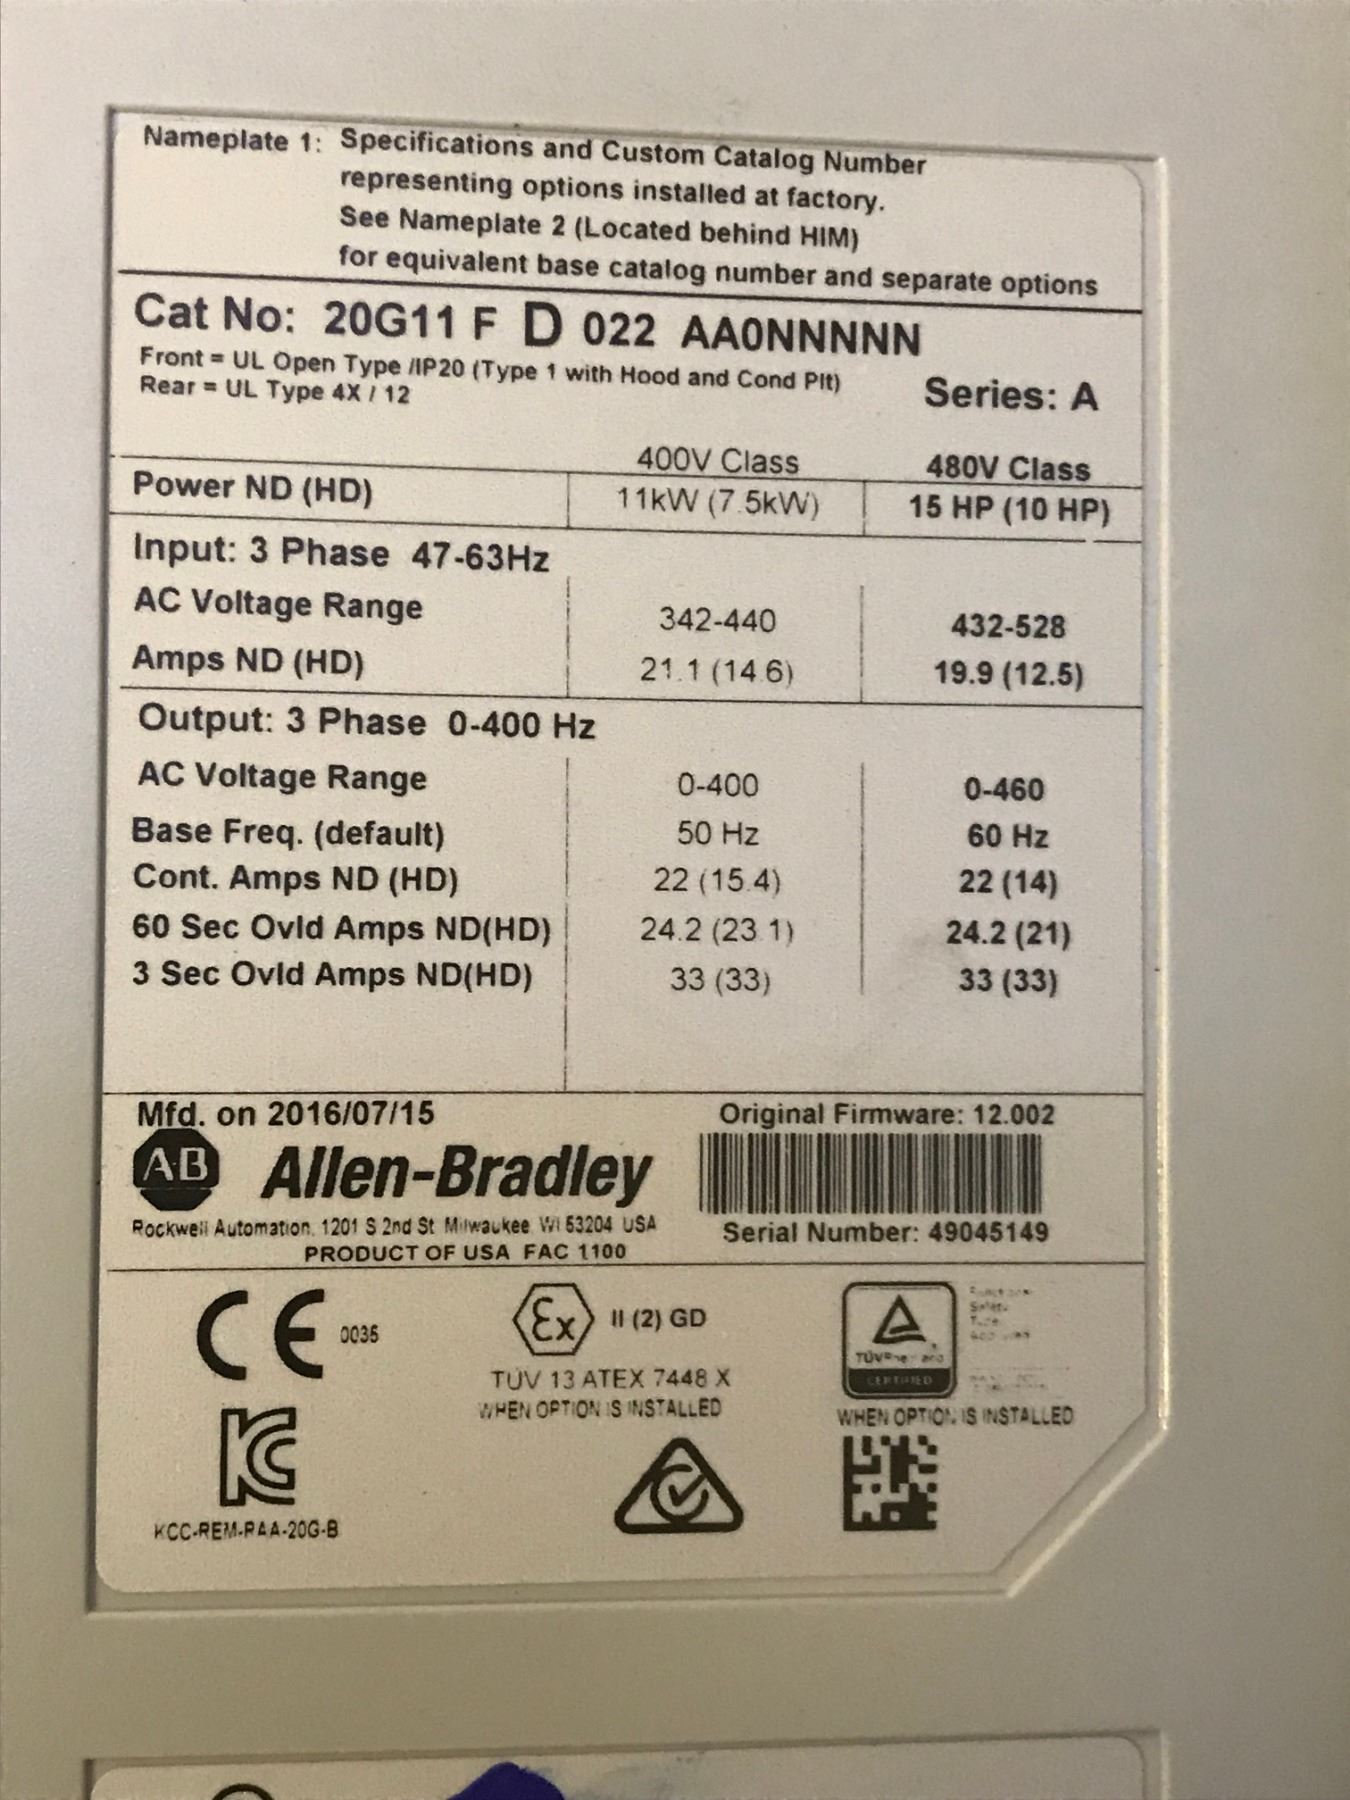 Nameplate 1: Specifications and Custom Catalog Number
representing options installed at factory.
See Nameplate 2 (Located behind HIM)
for equivalent base catalog number and separate options
Cat No: 20G11 F D 022 AA0NNNNN
Front = UL Open Type /IP20 (Type 1 with Hood and Cond Plt)
Rear = UL Type 4X / 12
Series: A
400V Class 480V Class
Power ND (HD) 11kW (7.5kW) 15 HP (10 HP)
Input: 3 Phase 47-63Hz
AC Voltage Range 342-440 432-528
Amps ND (HD) 21.1 (14.6) 19.9 (12.5)
Output: 3 Phase 0-400 Hz
AC Voltage Range 0-400 0-460
Base Freq. (default) 50 Hz 60 Hz
Cont. Amps ND (HD) 22 (15.4) 22 (14)
60 Sec Ovld Amps ND(HD) 24.2 (23.1) 24.2 (21)
3 Sec Ovld Amps ND(HD) 33 (33) 33 (33)
Mfd. on 2016/07/15 Original Firmware: 12.002
AB Allen-Bradley
Rockwell Automation, 1201 S 2nd St Milwaukee, WI 53204 USA
PRODUCT OF USA FAC 1100
Serial Number: 49045149
CE 0035
Ex II (2) GD
TÜV 13 ATEX 7448 X
WHEN OPTION IS INSTALLED
TÜVRheinland
CERTIFIED
Functional
Safety
Type
Approved
WHEN OPTION IS INSTALLED
KC
KCC-REM-RAA-20G-B